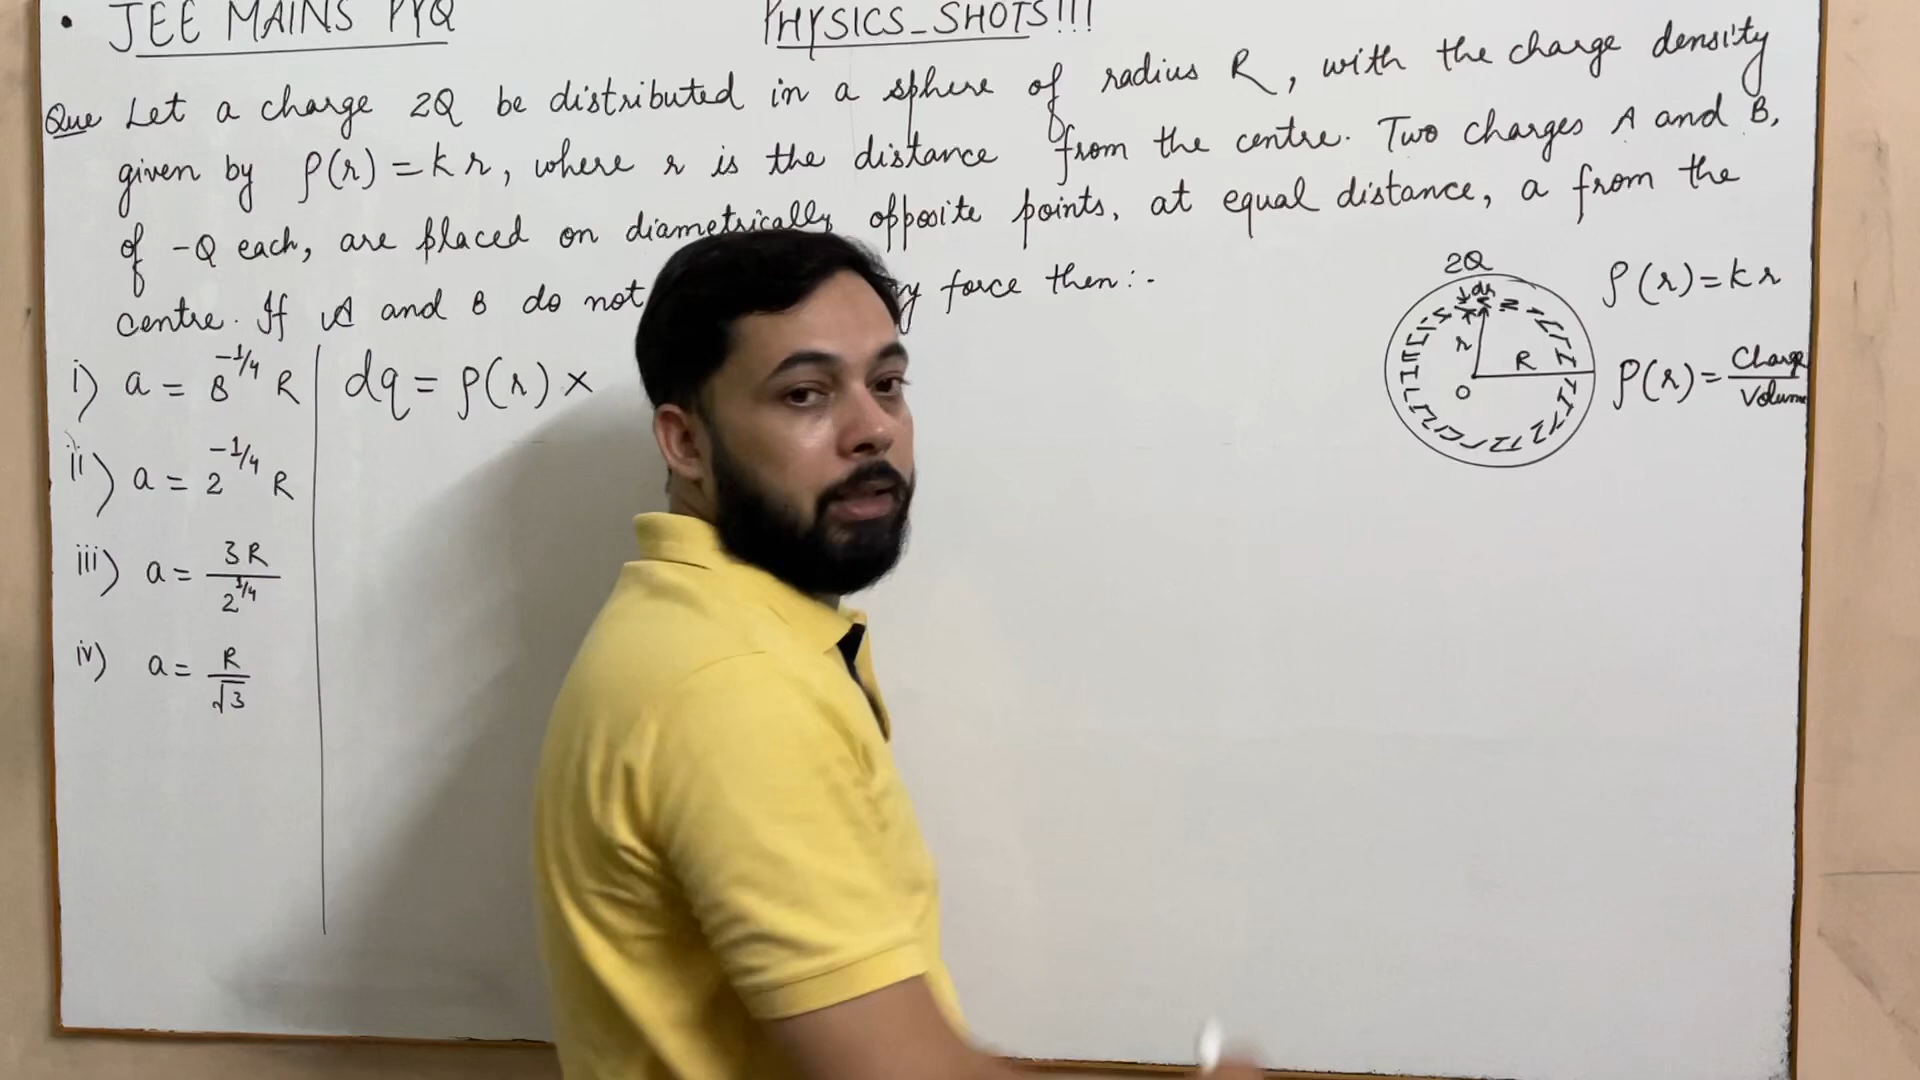 • JEE MAINS PYQ
PHYSICS_SHOTS!!!
Que Let a charge 2Q be distributed in a sphere of radius R, with the charge density
given by ρ(r) = k r, where r is the distance from the centre. Two charges A and B,
of -Q each, are placed on diametrically opposite points, at equal distance, a from the
centre. If A and B do not force then:-
i) a = 8^{-1/4} R
ii) a = 2^{-1/4} R
iii) a = 3R / 2^{1/4}
iv) a = R / √3
dq = ρ(r) ×
2Q
dr
r
R
O
ρ(r) = k r
ρ(r) = Charge / Volume